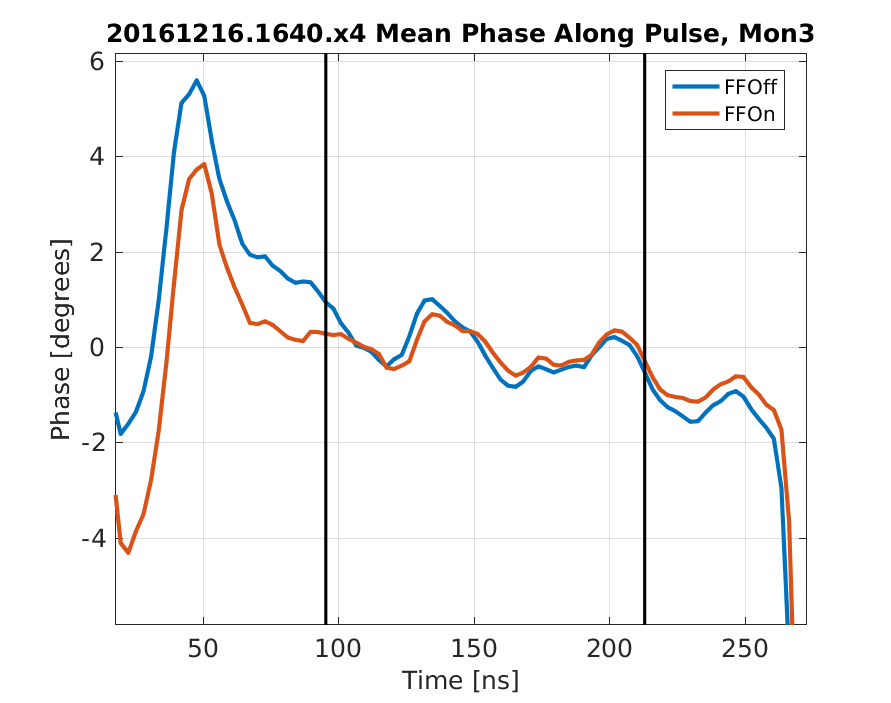 20161216.1640.x4 Mean Phase Along Pulse, Mon3
FFOff
FFOn
6
4
2
0
-2
-4
Phase [degrees]
50
100
150
200
250
Time [ns]